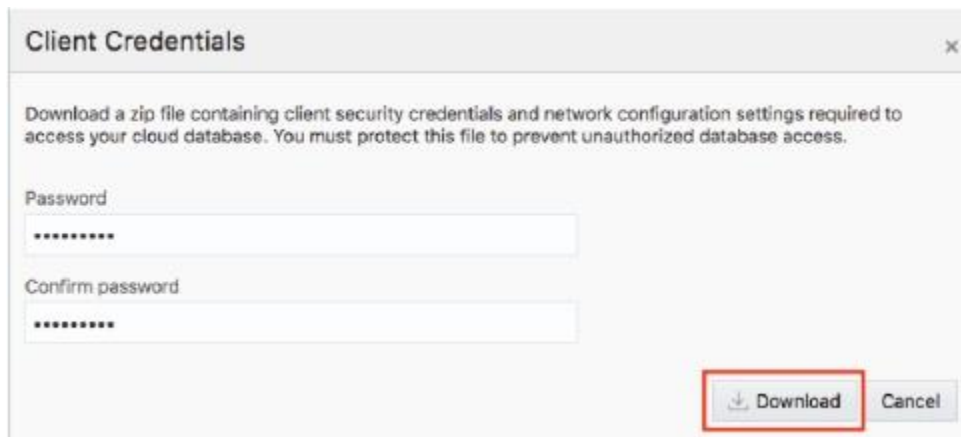 Client Credentials
×
Download a zip file containing client security credentials and network configuration settings required to
access your cloud database. You must protect this file to prevent unauthorized database access.
Password
•••••••••
Confirm password
•••••••••
Download Cancel